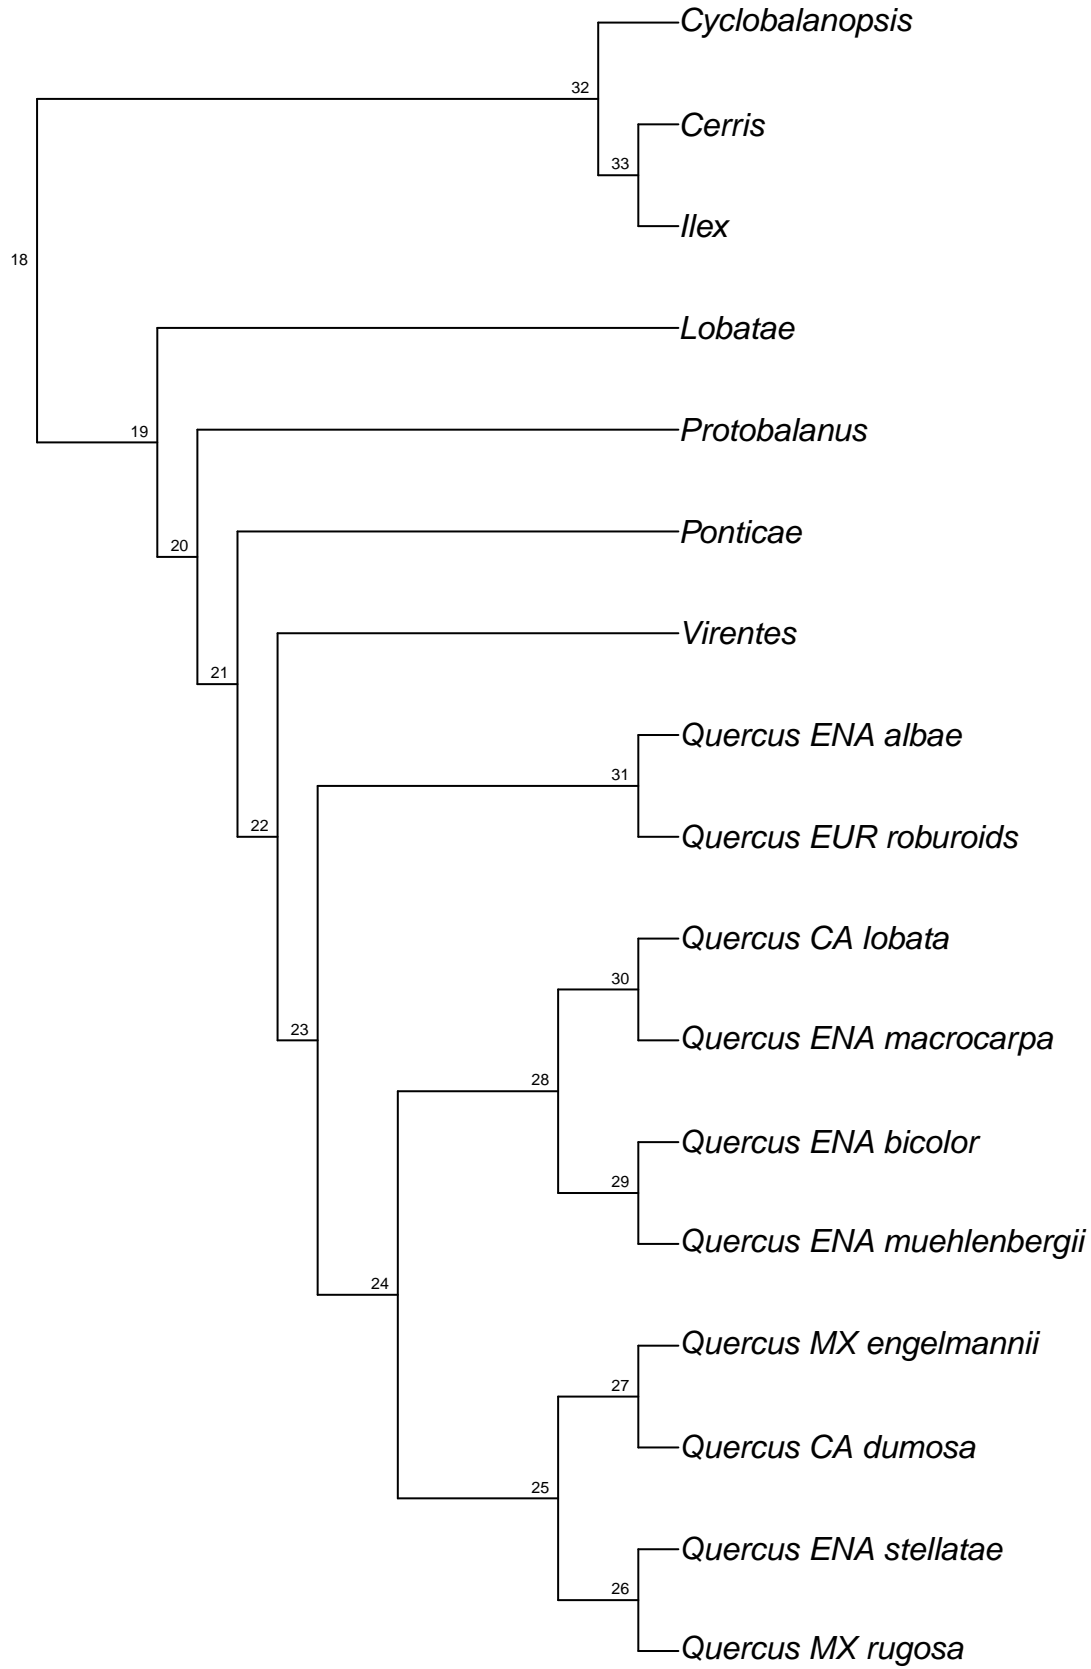 Cyclobalanopsis
32
Cerris
33
Ilex
18
Lobatae
Protobalanus
19
Ponticae
20
Virentes
21
Quercus ENA albae
31
22
Quercus EUR roburoids
Quercus CA lobata
30
23
Quercus ENA macrocarpa
28
Quercus ENA bicolor
29
Quercus ENA muehlenbergii
24
Quercus MX engelmannii
27
Quercus CA dumosa
25
Quercus ENA stellatae
26
Quercus MX rugosa